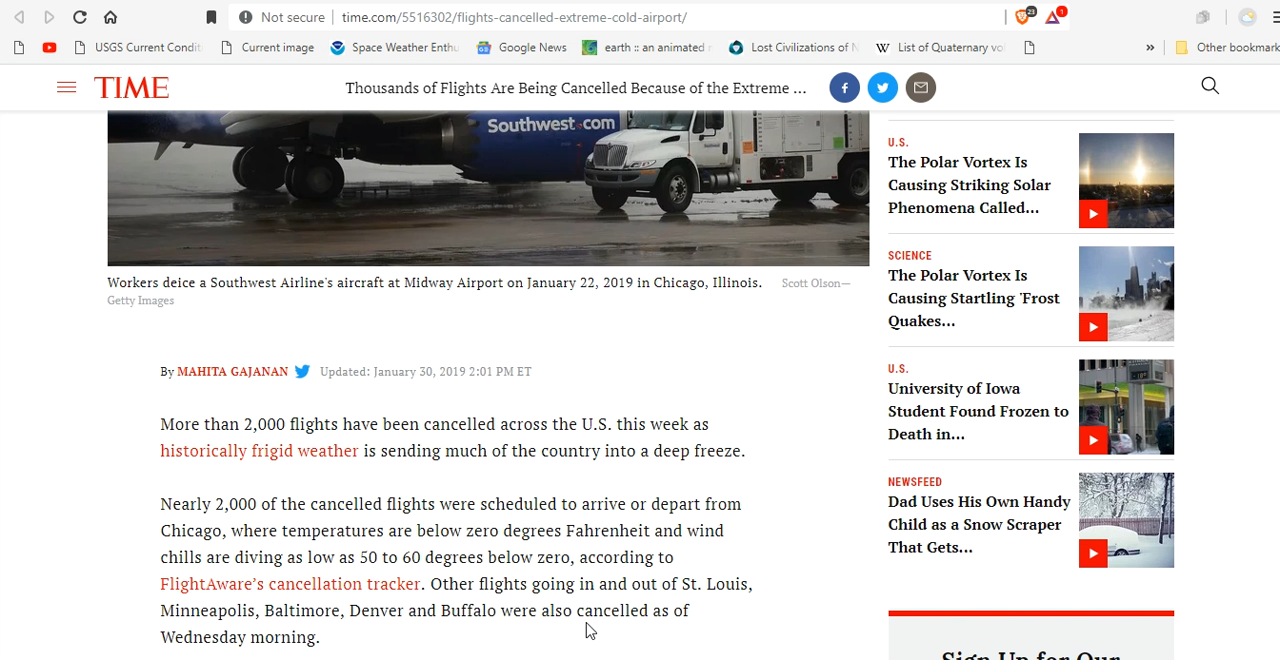 Not secure | time.com/5516302/flights-cancelled-extreme-cold-airport/
23
1
USGS Current Condit
Current image
Space Weather Enthu
Google News
earth :: an animated
Lost Civilizations of N
W List of Quaternary vo
»
Other bookmark
TIME
Thousands of Flights Are Being Cancelled Because of the Extreme ...
Southwest.com
Workers deice a Southwest Airline's aircraft at Midway Airport on January 22, 2019 in Chicago, Illinois. Scott Olson—
Getty Images
By MAHITA GAJANAN Updated: January 30, 2019 2:01 PM ET
More than 2,000 flights have been cancelled across the U.S. this week as
historically frigid weather is sending much of the country into a deep freeze.
Nearly 2,000 of the cancelled flights were scheduled to arrive or depart from
Chicago, where temperatures are below zero degrees Fahrenheit and wind
chills are diving as low as 50 to 60 degrees below zero, according to
FlightAware's cancellation tracker. Other flights going in and out of St. Louis,
Minneapolis, Baltimore, Denver and Buffalo were also cancelled as of
Wednesday morning.
U.S.
The Polar Vortex Is
Causing Striking Solar
Phenomena Called...
SCIENCE
The Polar Vortex Is
Causing Startling 'Frost
Quakes...
U.S.
University of Iowa
Student Found Frozen to
Death in...
NEWSFEED
Dad Uses His Own Handy
Child as a Snow Scraper
That Gets...
Sign Up for Our